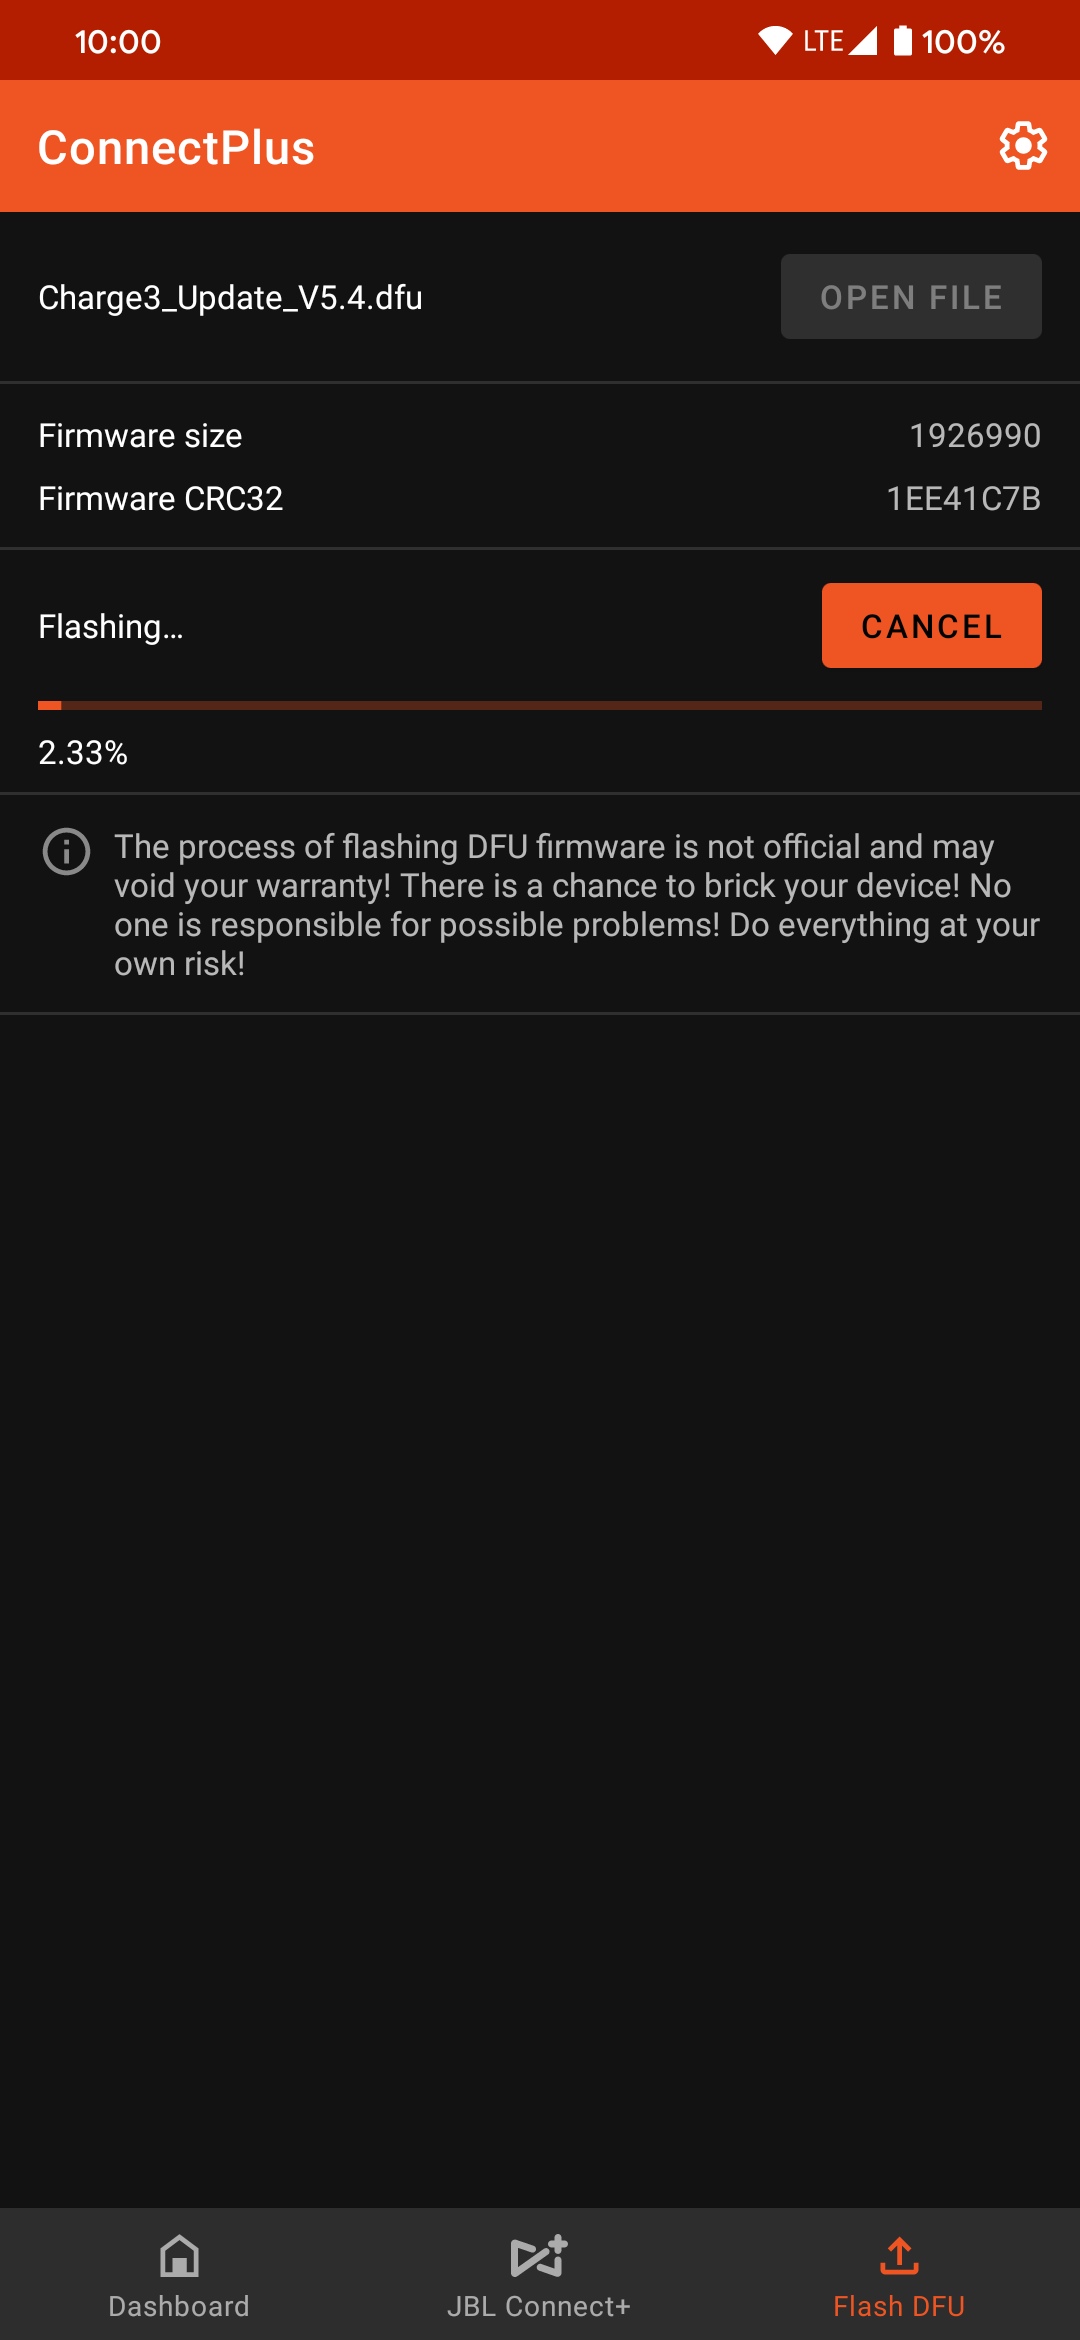 10:00 LTE 100%
ConnectPlus
Charge3_Update_V5.4.dfu OPEN FILE
Firmware size 1926990
Firmware CRC32 1EE41C7B
Flashing… CANCEL
2.33%
The process of flashing DFU firmware is not official and may
void your warranty! There is a chance to brick your device! No
one is responsible for possible problems! Do everything at your
own risk!
Dashboard JBL Connect+ Flash DFU